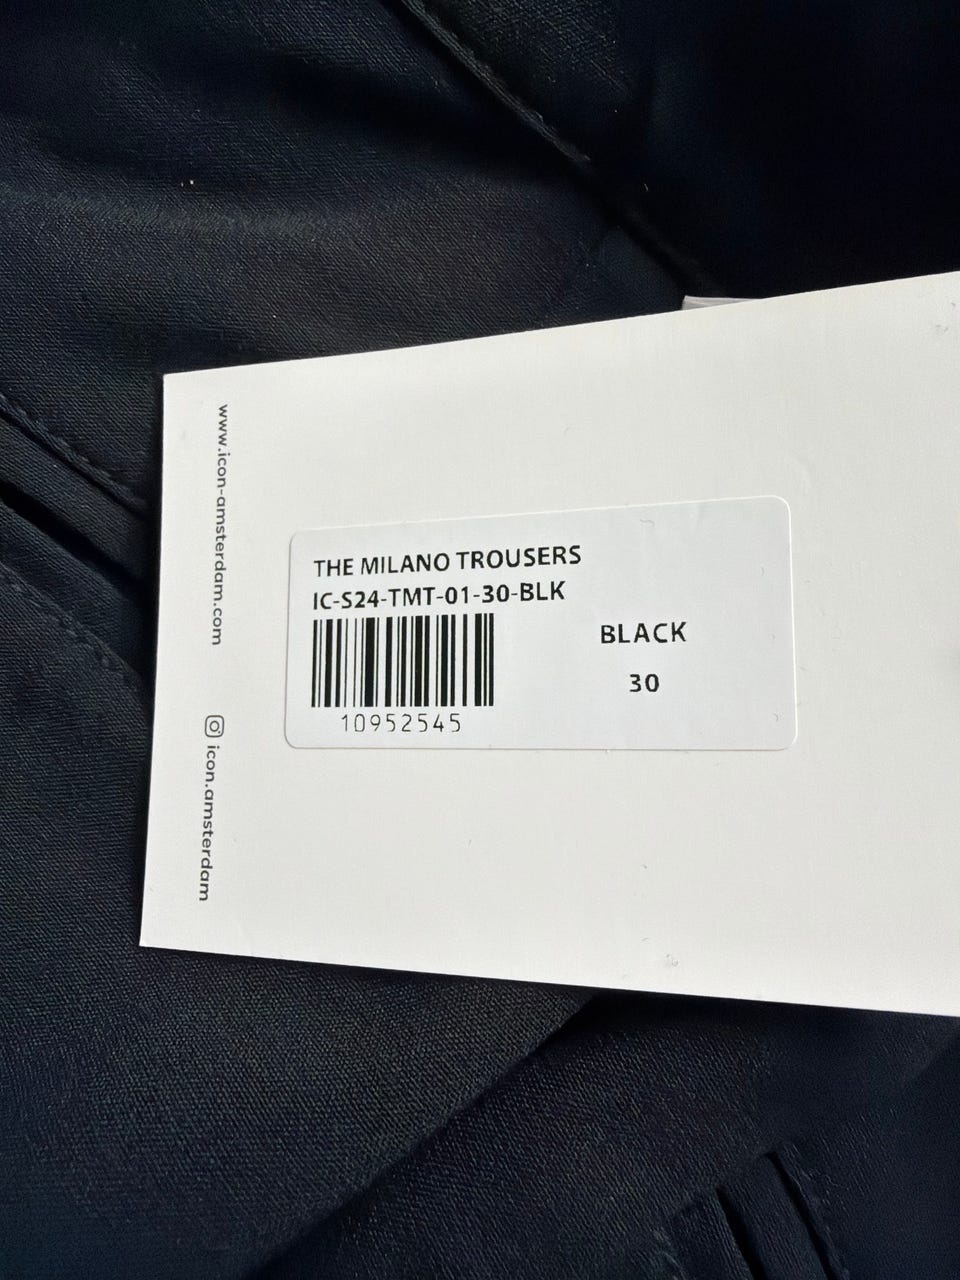 www.icon-amsterdam.com
icon.amsterdam
THE MILANO TROUSERS
IC-S24-TMT-01-30-BLK
BLACK
30
10952545